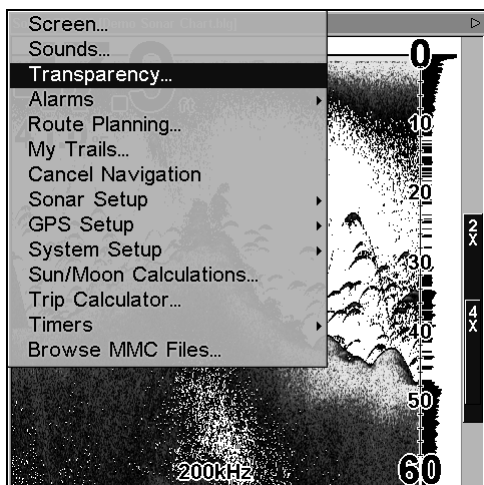 Screen...
Sounds...
Transparency...
Alarms
Route Planning...
My Trails...
Cancel Navigation
Sonar Setup
GPS Setup
System Setup
Sun/Moon Calculations...
Trip Calculator...
Timers
Browse MMC Files...
0
10
20
30
40
50
60
2X
4X
200kHz